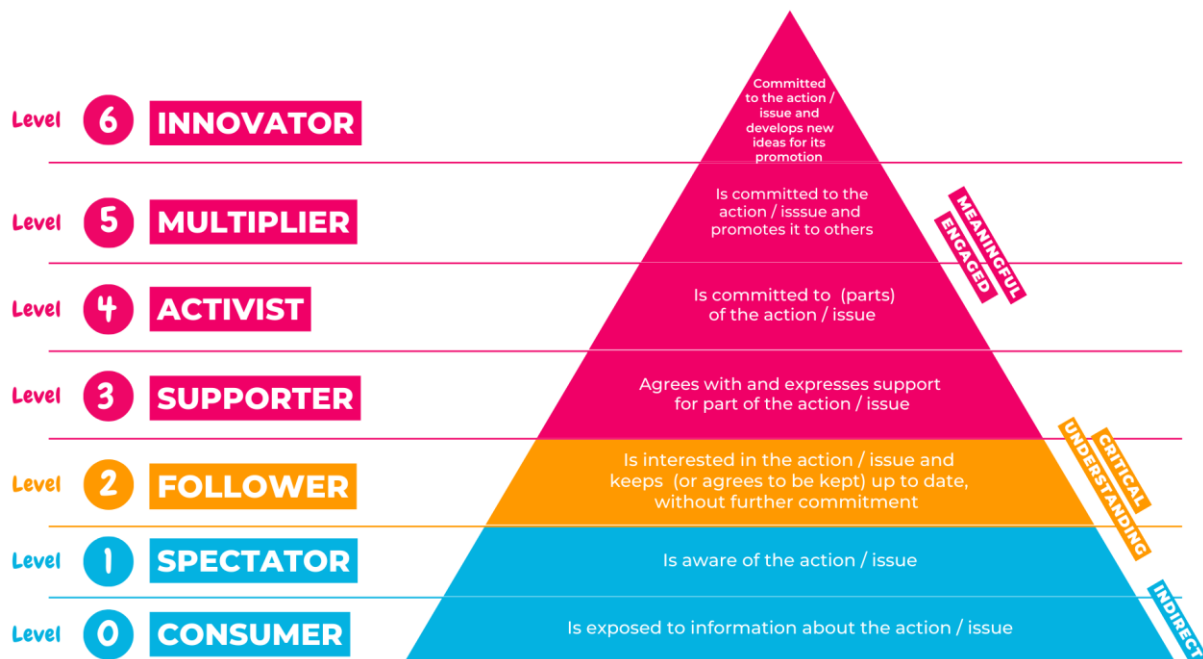 Level 6 INNOVATOR
Committed
to the action /
issue and
develops new
ideas for its
promotion
Level 5 MULTIPLIER
Is committed to the
action / isssue and
promotes it to others
MEANINGFUL
ENGAGED
Level 4 ACTIVIST
Is committed to (parts)
of the action / issue
Level 3 SUPPORTER
Agrees with and expresses support
for part of the action / issue
Level 2 FOLLOWER
Is interested in the action / issue and
keeps (or agrees to be kept) up to date,
without further commitment
CRITICAL
UNDERSTANDING
Level 1 SPECTATOR
Is aware of the action / issue
Level 0 CONSUMER
Is exposed to information about the action / issue
INDIRECT